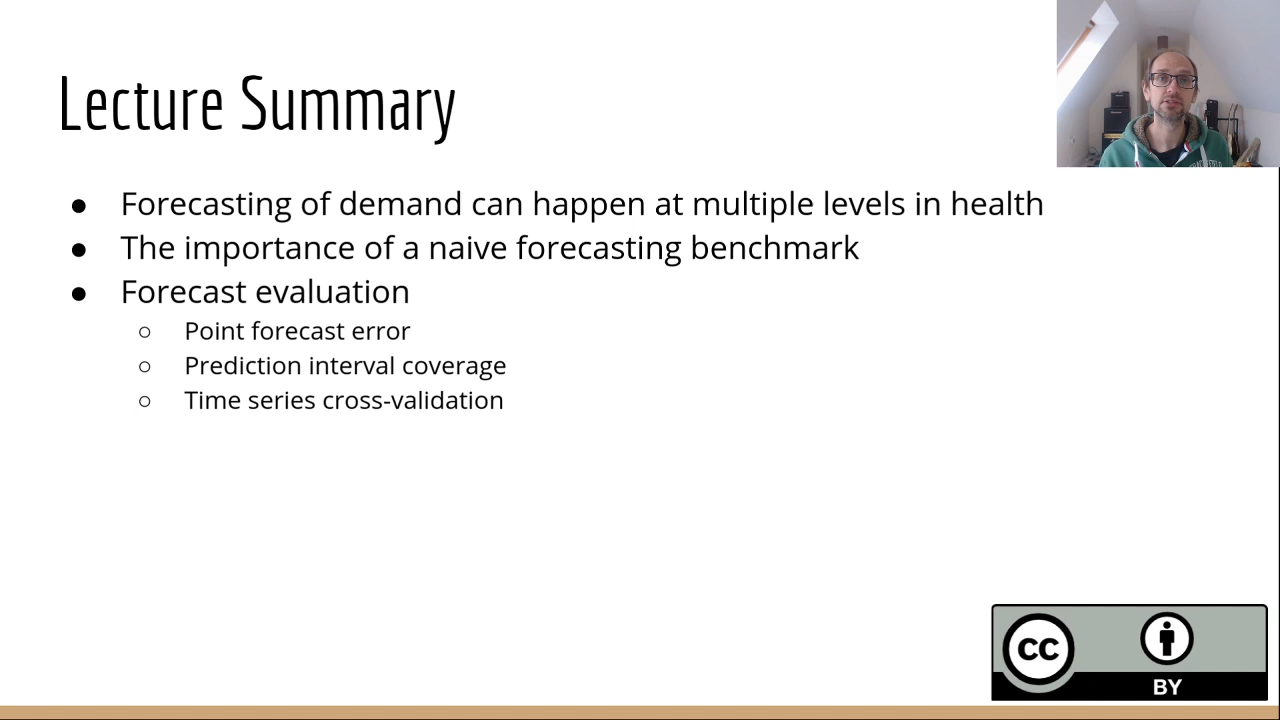 Lecture Summary
● Forecasting of demand can happen at multiple levels in health
● The importance of a naive forecasting benchmark
● Forecast evaluation
○ Point forecast error
○ Prediction interval coverage
○ Time series cross-validation
CC
BY